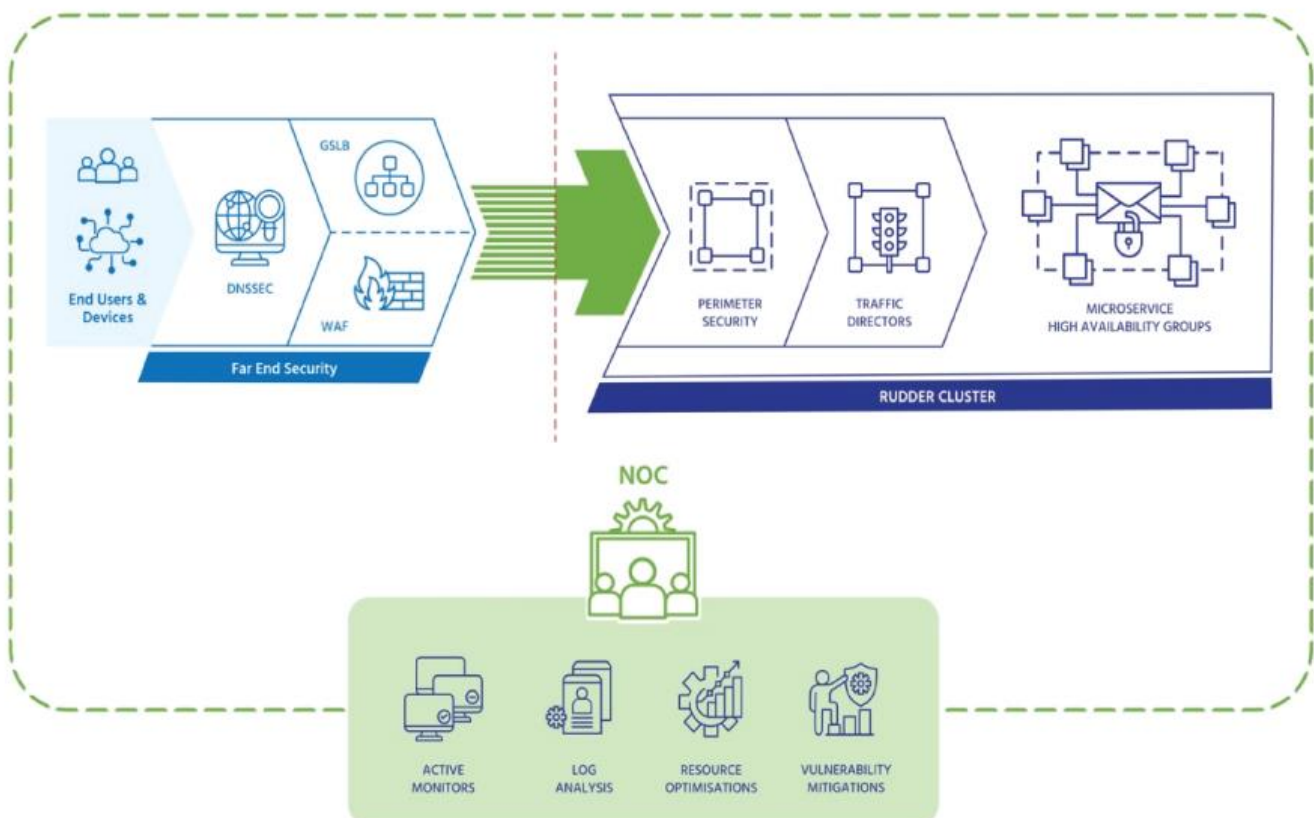 GSLB
DNSSEC
WAF
End Users &
Devices
Far End Security
PERIMETER
SECURITY
TRAFFIC
DIRECTORS
MICROSERVICE
HIGH AVAILABILITY GROUPS
RUDDER CLUSTER
NOC
ACTIVE
MONITORS
LOG
ANALYSIS
RESOURCE
OPTIMISATIONS
VULNERABILITY
MITIGATIONS